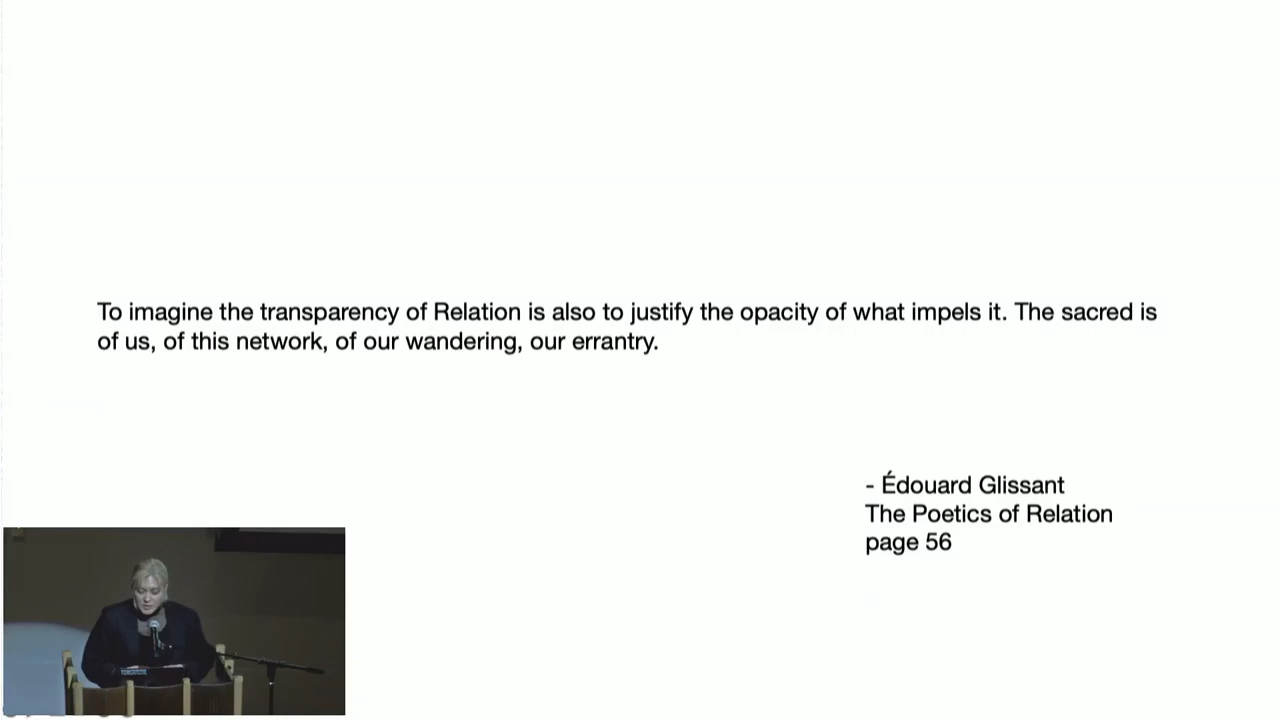 To imagine the transparency of Relation is also to justify the opacity of what impels it. The sacred is
of us, of this network, of our wandering, our errantry.
- Édouard Glissant
The Poetics of Relation
page 56